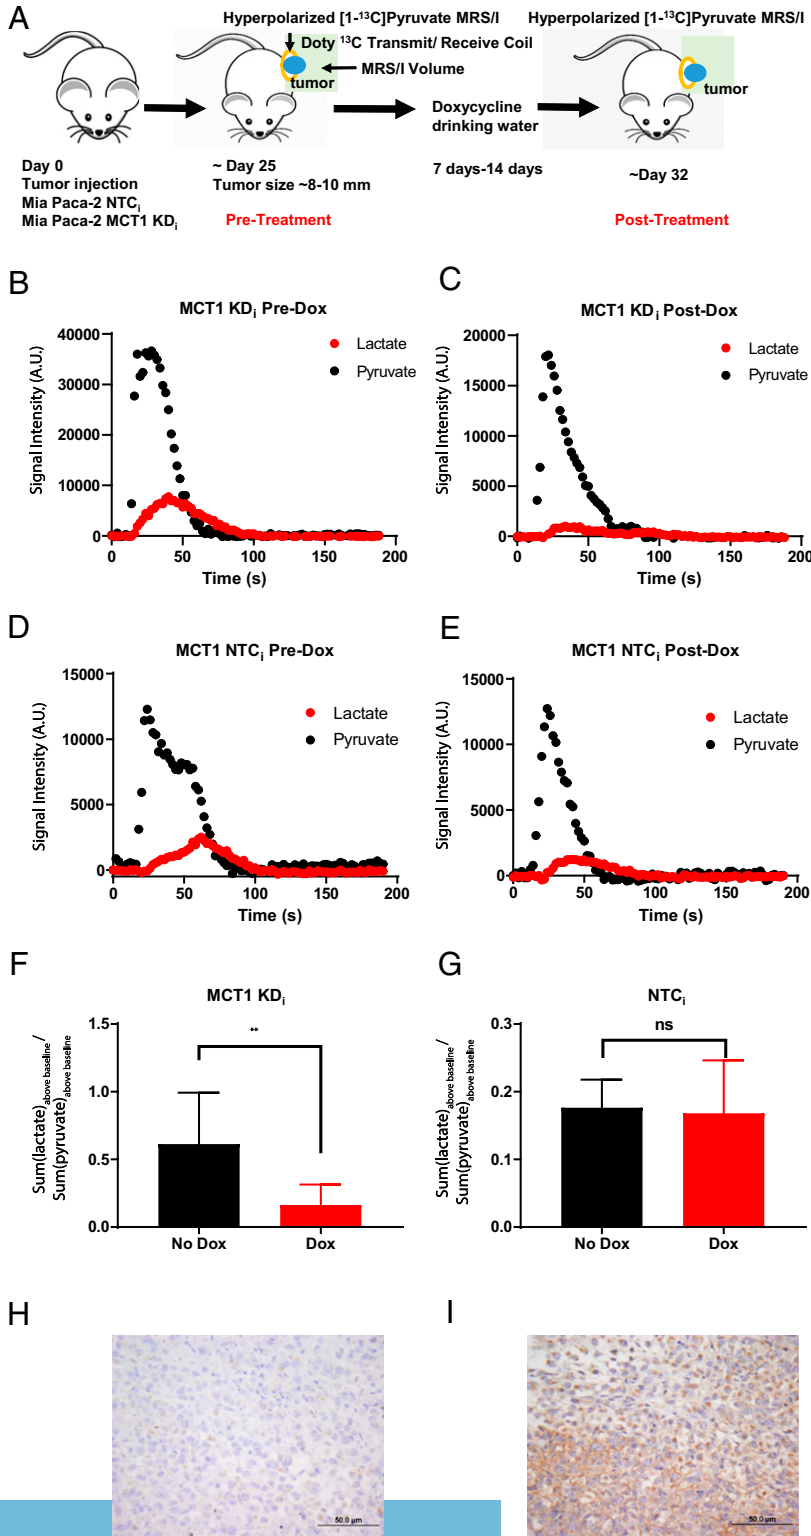 A
Hyperpolarized [1-¹³C]Pyruvate MRS/I
Doty ¹³C Transmit/ Receive Coil
MRS/I Volume
tumor
Hyperpolarized [1-¹³C]Pyruvate MRS/I
tumor
Doxycycline
drinking water
Day 0
Tumor injection
Mia Paca-2 NTCᵢ
Mia Paca-2 MCT1 KDᵢ
~ Day 25
Tumor size ~8-10 mm
Pre-Treatment
7 days-14 days
~Day 32
Post-Treatment
B
MCT1 KDᵢ Pre-Dox
Signal Intensity (A.U.)
40000
30000
20000
10000
0
Lactate
Pyruvate
0 50 100 150 200
Time (s)
C
MCT1 KDᵢ Post-Dox
Signal Intensity (A.U.)
20000
15000
10000
5000
0
Lactate
Pyruvate
0 50 100 150 200
Time (s)
D
MCT1 NTCᵢ Pre-Dox
Signal Intensity (A.U.)
15000
10000
5000
0
Lactate
Pyruvate
0 50 100 150 200
Time (s)
E
MCT1 NTCᵢ Post-Dox
Signal Intensity (A.U.)
15000
10000
5000
0
Lactate
Pyruvate
0 50 100 150 200
Time (s)
F
MCT1 KDᵢ
Sum(lactate)above baseline /
Sum(pyruvate)above baseline
1.5
1.0
0.5
0.0
**
No Dox Dox
G
NTCᵢ
Sum(lactate)above baseline /
Sum(pyruvate)above baseline
0.3
0.2
0.1
0.0
ns
No Dox Dox
H
50.0 µm
I
50.0 µm